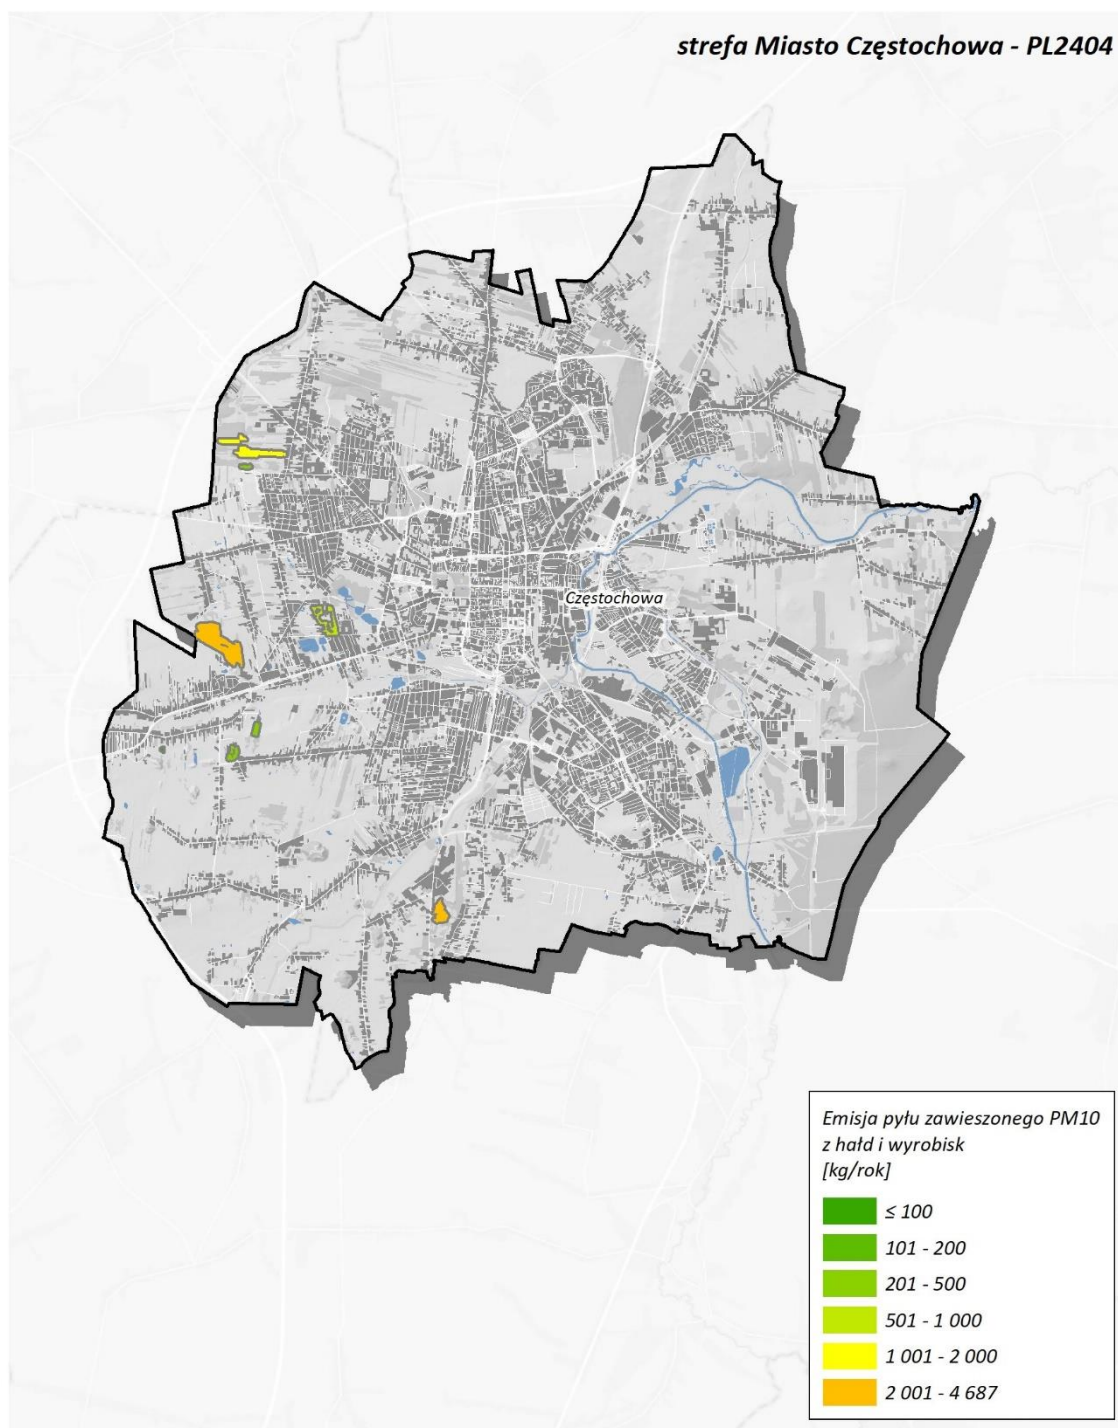 strefa Miasto Częstochowa - PL2404
Częstochowa
Emisja pyłu zawieszonego PM10
z hałd i wyrobisk
[kg/rok]
≤ 100
101 - 200
201 - 500
501 - 1 000
1 001 - 2 000
2 001 - 4 687